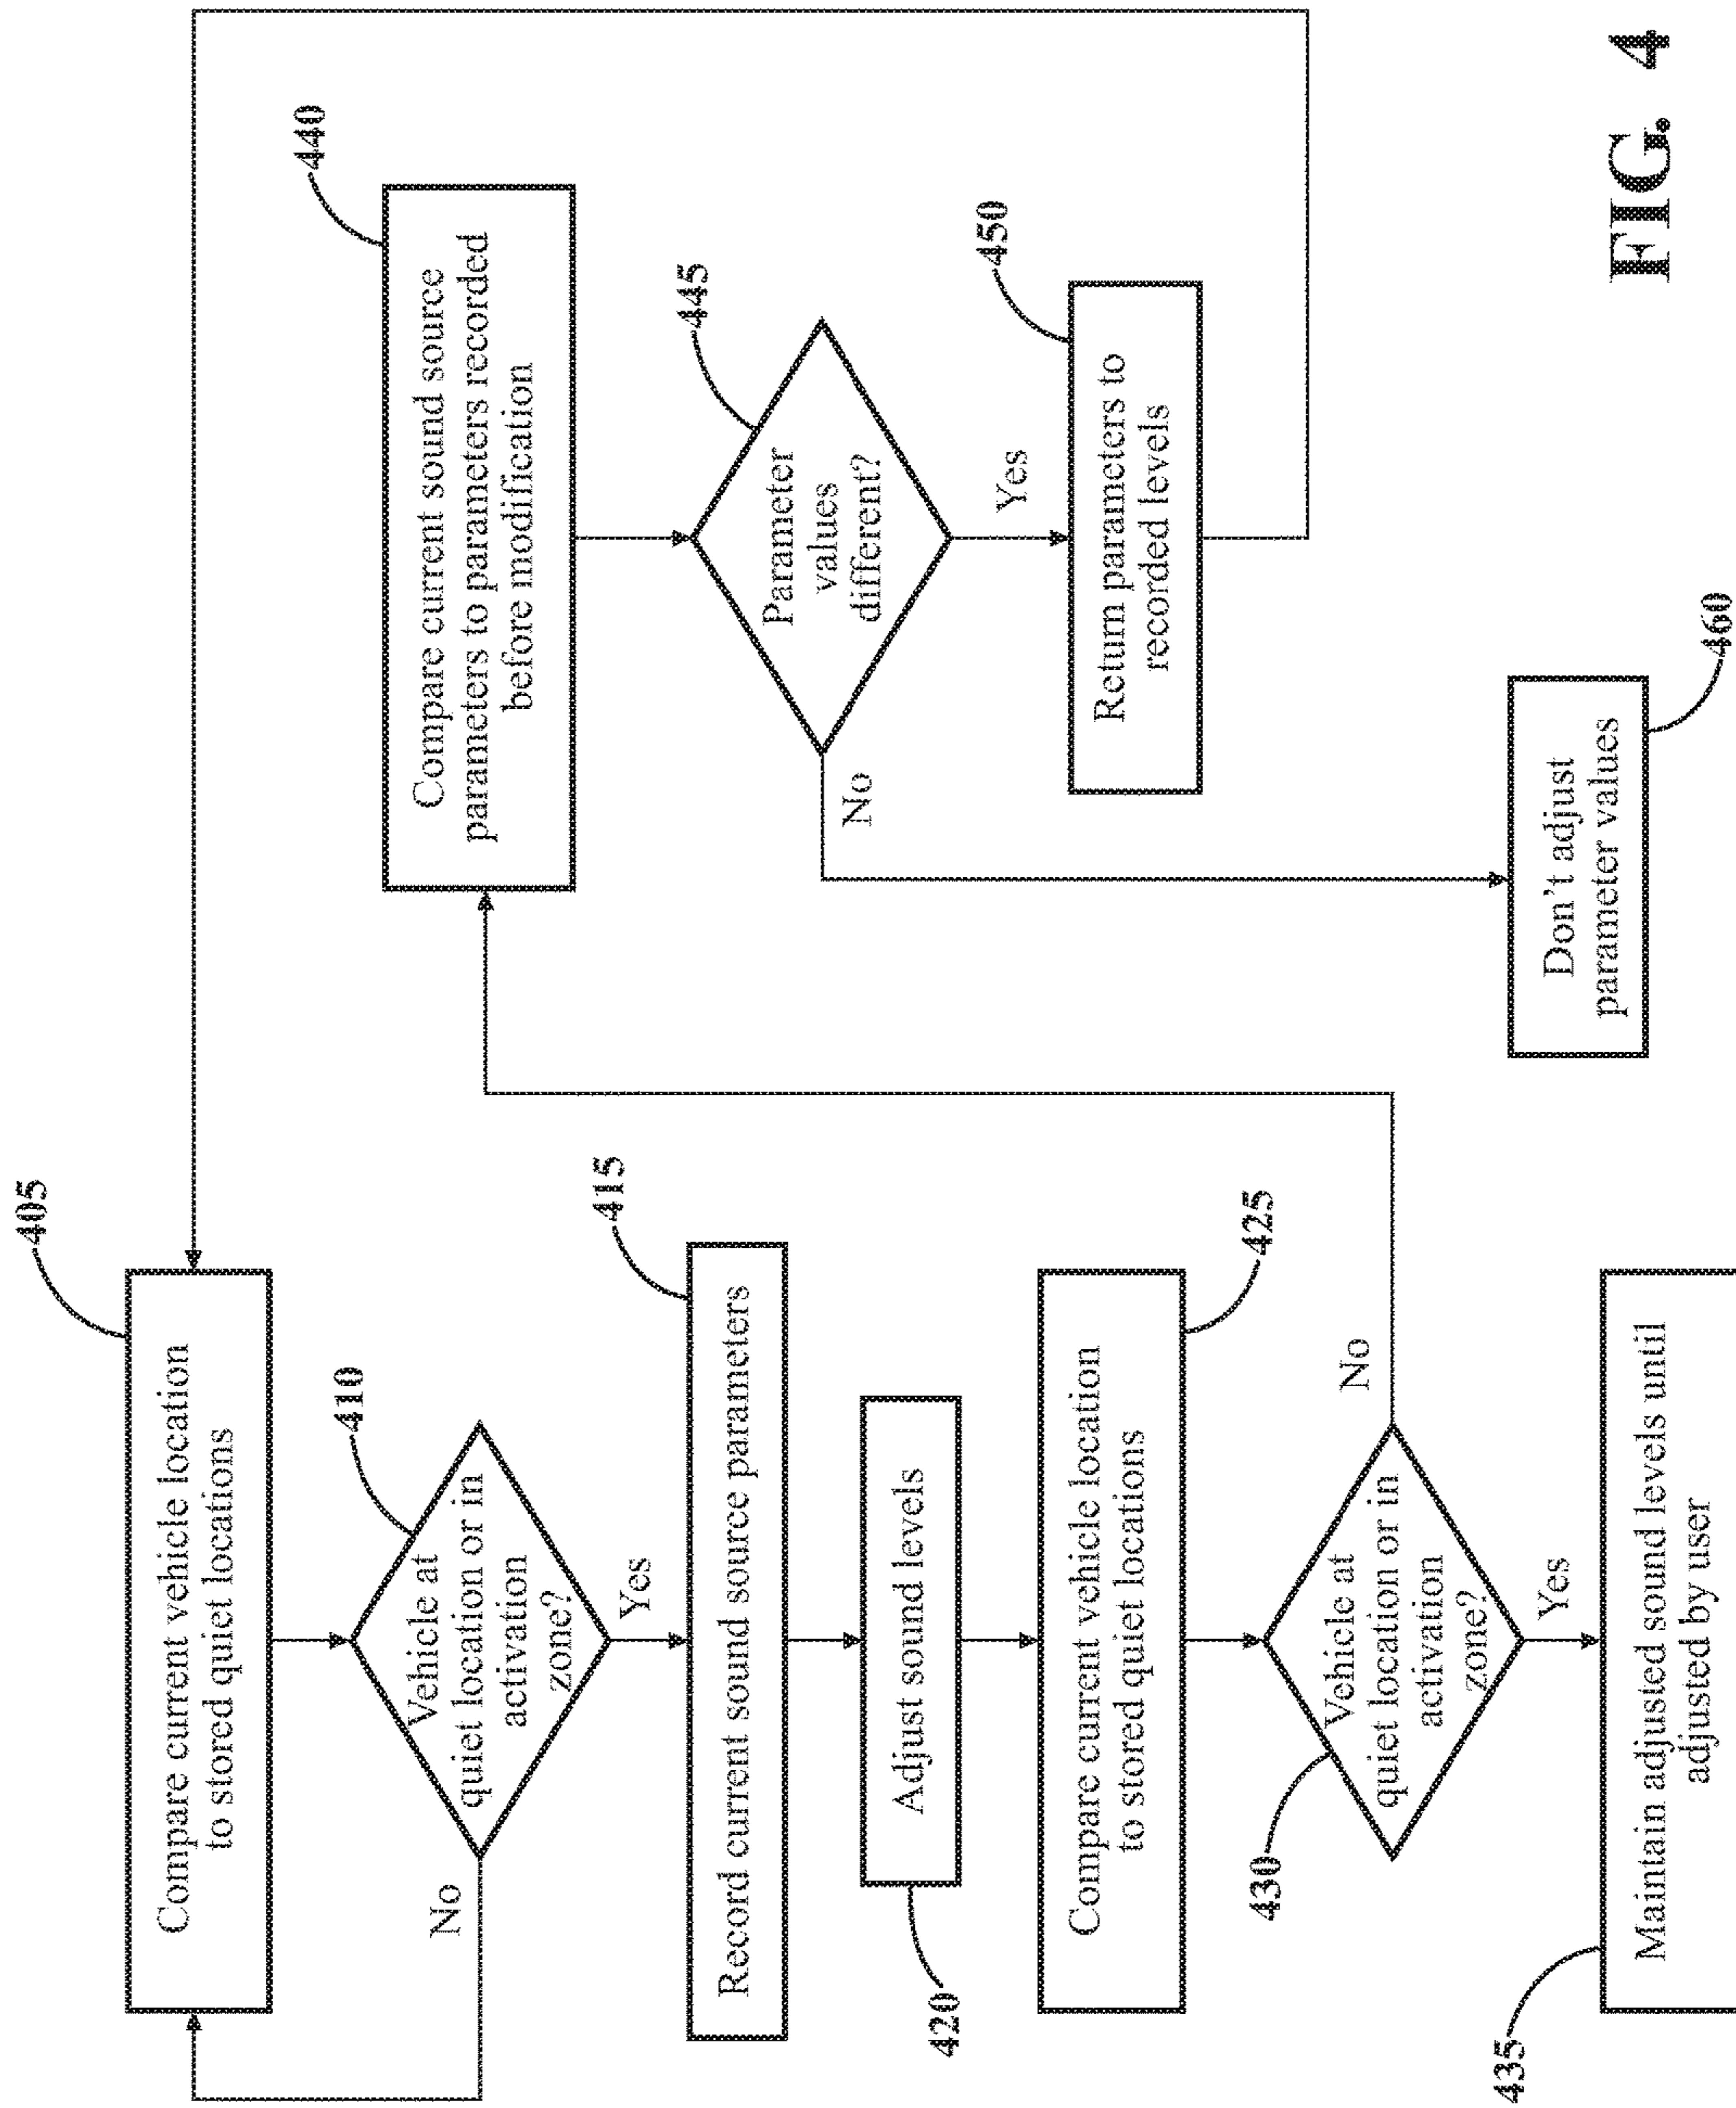 405
Compare current vehicle location
to stored quiet locations
410
Vehicle at
quiet location or in
activation
zone?
No
Yes
415
Record current sound source parameters
420
Adjust sound levels
425
Compare current vehicle location
to stored quiet locations
430
Vehicle at
quiet location or in
activation
zone?
No
Yes
435
Maintain adjusted sound levels until
adjusted by user
440
Compare current sound source
parameters to parameters recorded
before modification
445
Parameter
values
different?
No
Yes
450
Return parameters to
recorded levels
460
Don't adjust
parameter values
FIG. 4